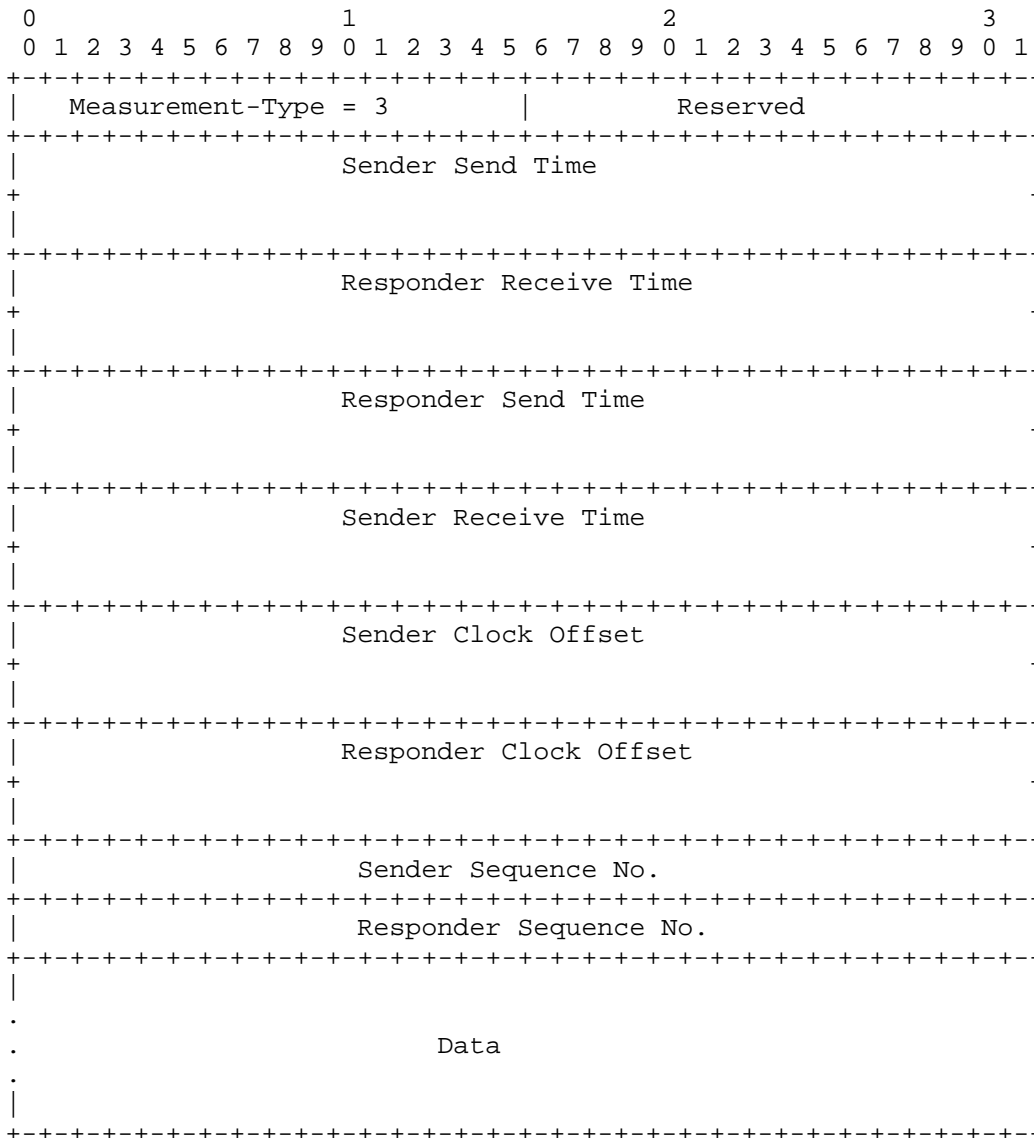 0                   1                   2                   3
 0 1 2 3 4 5 6 7 8 9 0 1 2 3 4 5 6 7 8 9 0 1 2 3 4 5 6 7 8 9 0 1
+-+-+-+-+-+-+-+-+-+-+-+-+-+-+-+-+-+-+-+-+-+-+-+-+-+-+-+-+-+-+-+-
|   Measurement-Type = 3        |         Reserved
+-+-+-+-+-+-+-+-+-+-+-+-+-+-+-+-+-+-+-+-+-+-+-+-+-+-+-+-+-+-+-+-
|                    Sender Send Time
+                                                               -
|
+-+-+-+-+-+-+-+-+-+-+-+-+-+-+-+-+-+-+-+-+-+-+-+-+-+-+-+-+-+-+-+-
|                    Responder Receive Time
+                                                               -
|
+-+-+-+-+-+-+-+-+-+-+-+-+-+-+-+-+-+-+-+-+-+-+-+-+-+-+-+-+-+-+-+-
|                    Responder Send Time
+                                                               -
|
+-+-+-+-+-+-+-+-+-+-+-+-+-+-+-+-+-+-+-+-+-+-+-+-+-+-+-+-+-+-+-+-
|                    Sender Receive Time
+                                                               -
|
+-+-+-+-+-+-+-+-+-+-+-+-+-+-+-+-+-+-+-+-+-+-+-+-+-+-+-+-+-+-+-+-
|                    Sender Clock Offset
+                                                               -
|
+-+-+-+-+-+-+-+-+-+-+-+-+-+-+-+-+-+-+-+-+-+-+-+-+-+-+-+-+-+-+-+-
|                    Responder Clock Offset
+                                                               -
|
+-+-+-+-+-+-+-+-+-+-+-+-+-+-+-+-+-+-+-+-+-+-+-+-+-+-+-+-+-+-+-+-
|                     Sender Sequence No.
+-+-+-+-+-+-+-+-+-+-+-+-+-+-+-+-+-+-+-+-+-+-+-+-+-+-+-+-+-+-+-+-
|                     Responder Sequence No.
+-+-+-+-+-+-+-+-+-+-+-+-+-+-+-+-+-+-+-+-+-+-+-+-+-+-+-+-+-+-+-+-
|
.
.                          Data
.
|
+-+-+-+-+-+-+-+-+-+-+-+-+-+-+-+-+-+-+-+-+-+-+-+-+-+-+-+-+-+-+-+-